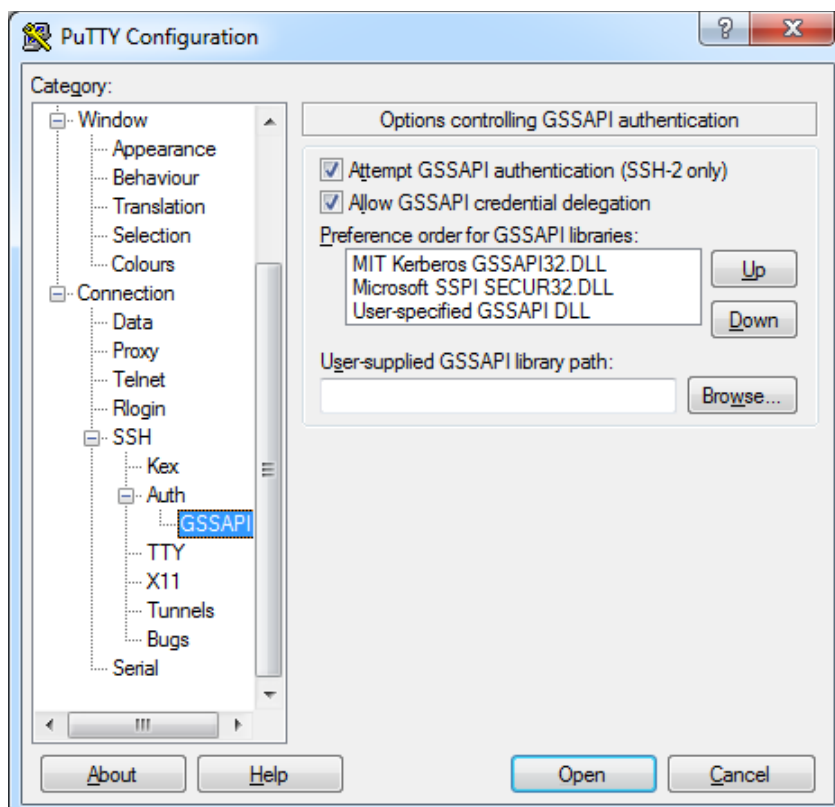 PuTTY Configuration
Category:
Window
Appearance
Behaviour
Translation
Selection
Colours
Connection
Data
Proxy
Telnet
Rlogin
SSH
Kex
Auth
GSSAPI
TTY
X11
Tunnels
Bugs
Serial
Options controlling GSSAPI authentication
Attempt GSSAPI authentication (SSH-2 only)
Allow GSSAPI credential delegation
Preference order for GSSAPI libraries:
MIT Kerberos GSSAPI32.DLL
Microsoft SSPI SECUR32.DLL
User-specified GSSAPI DLL
Up
Down
User-supplied GSSAPI library path:
Browse...
About
Help
Open
Cancel